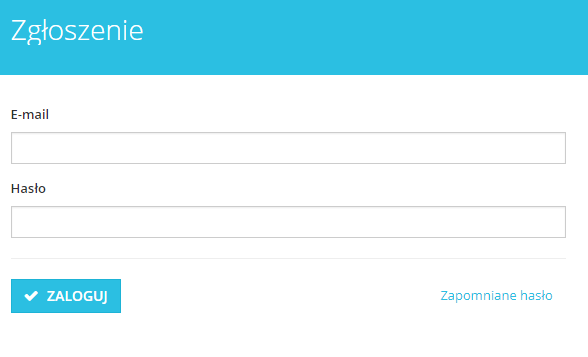 Zgłoszenie
E-mail
Hasło
ZALOGUJ
Zapomniane hasło